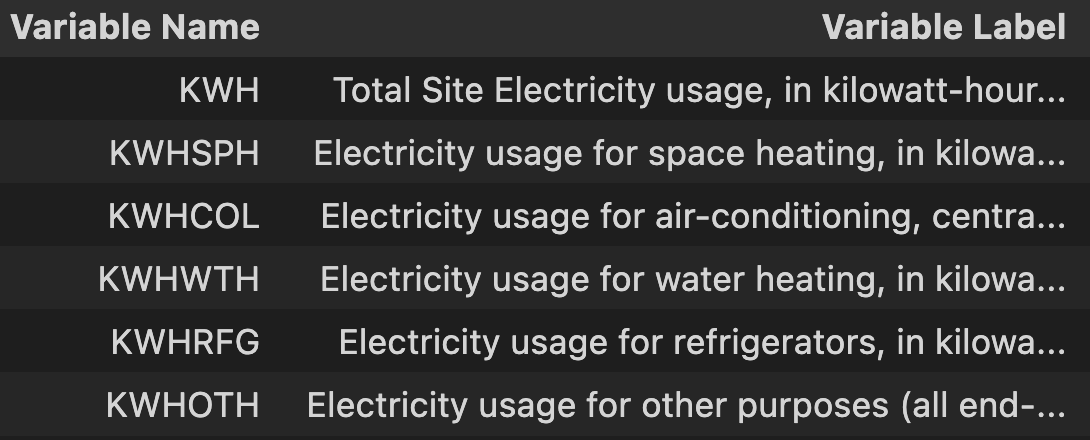 Variable Name Variable Label
KWH Total Site Electricity usage, in kilowatt-hour...
KWHSPH Electricity usage for space heating, in kilowa...
KWHCOL Electricity usage for air-conditioning, centra...
KWHWTH Electricity usage for water heating, in kilowa...
KWHRFG Electricity usage for refrigerators, in kilowa...
KWHOTH Electricity usage for other purposes (all end-...